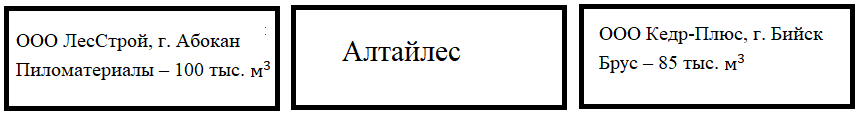 ООО ЛесСтрой, г. Абокан
Пиломатериалы – 100 тыс. м³
Алтайлес
ООО Кедр-Плюс, г. Бийск
Брус – 85 тыс. м³